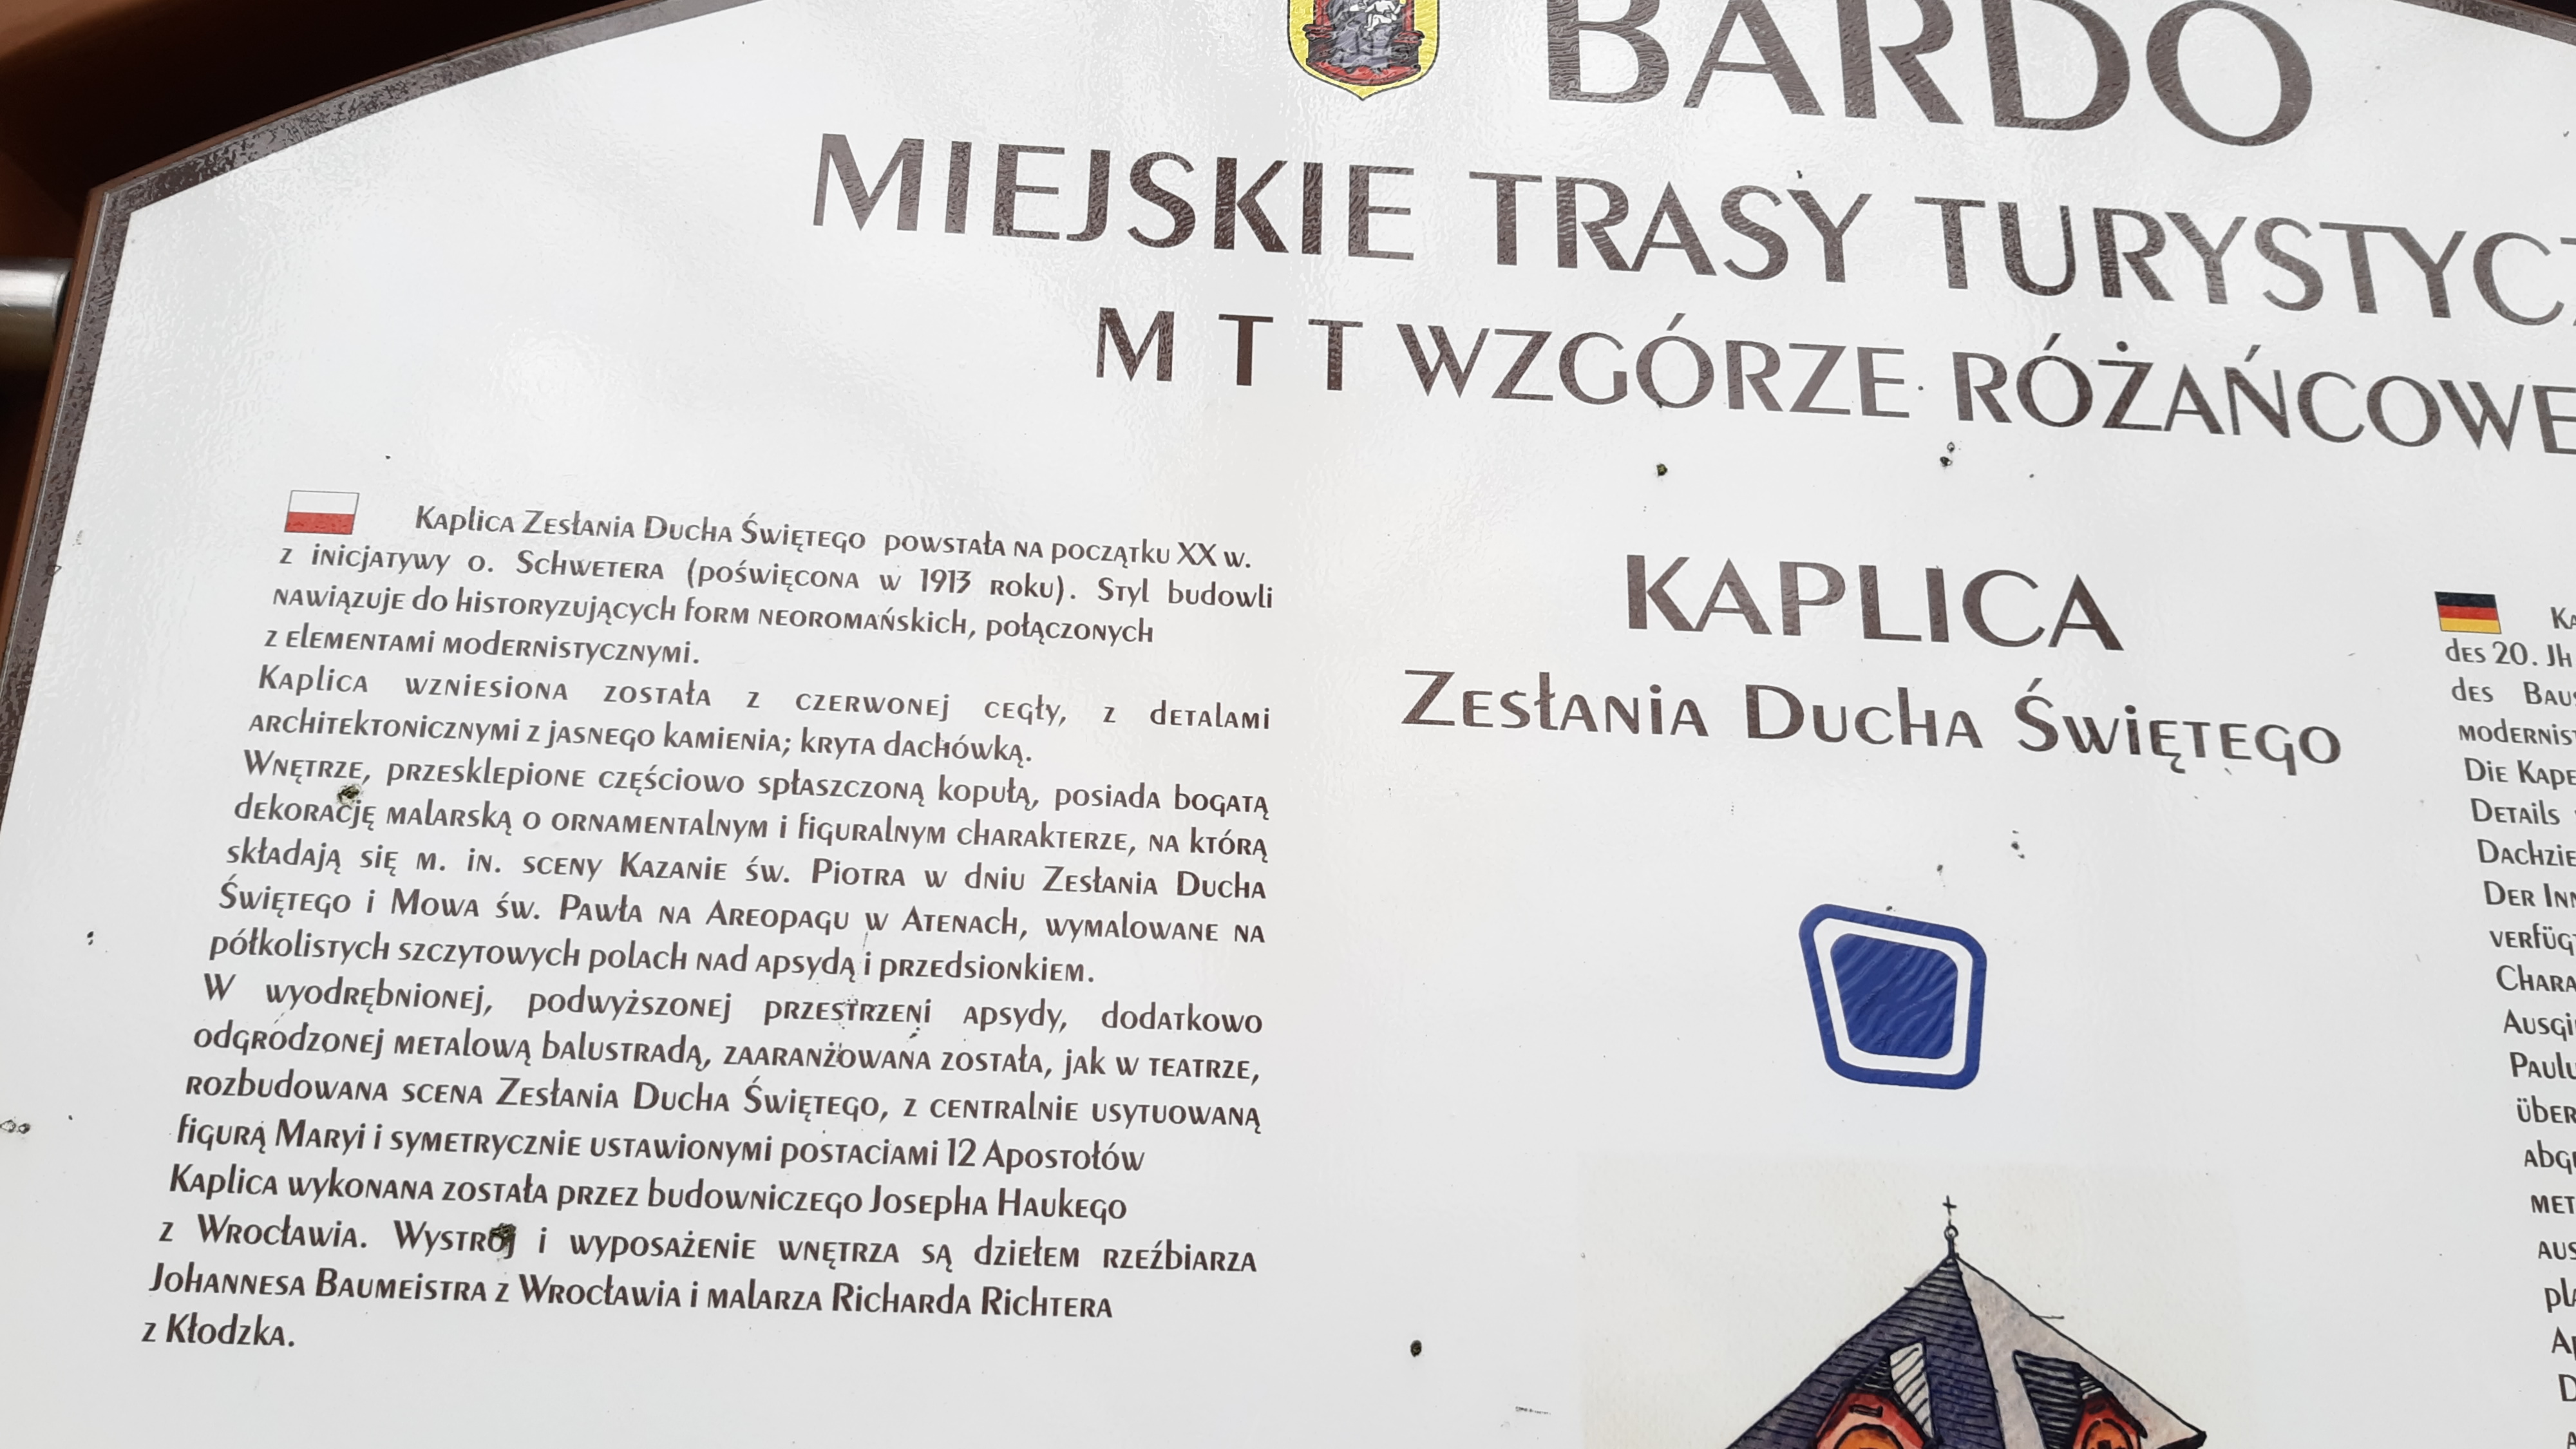 BARDO
MIEJSKIE TRASY
M T T WZGÓRZE RÓŻAŃCOWE
Kaplica Zesłania Ducha Świętego powstała na początku XX w.
z inicjatywy o. Schwetera (poświęcona w 1913 roku). Styl budowli
nawiązuje do historyzujących form neoromańskich, połączonych
z elementami modernistycznymi.
Kaplica wzniesiona została z czerwonej cegły, z detalami
architektonicznymi z jasnego kamienia; kryta dachówką.
Wnętrze, przesklepione częściowo spłaszczoną kopułą, posiada bogatą
dekorację malarską o ornamentalnym i figuralnym charakterze, na którą
składają się m. in. sceny Kazanie św. Piotra w dniu Zesłania Ducha
Świętego i Mowa św. Pawła na Areopagu w Atenach, wymalowane na
półkolistych szczytowych polach nad apsydą i przedsionkiem.
W wyodrębnionej, podwyższonej przestrzeni apsydy, dodatkowo
odgrodzonej metalową balustradą, zaaranżowana została, jak w teatrze,
rozbudowana scena Zesłania Ducha Świętego, z centralnie usytuowaną
figurą Maryi i symetrycznie ustawionymi postaciami 12 Apostołów
Kaplica wykonana została przez budowniczego Josepha Haukego
z Wrocławia. Wystrój i wyposażenie wnętrza są dziełem rzeźbiarza
Johannesa Baumeistra z Wrocławia i malarza Richarda Richtera
z Kłodzka.
KAPLICA
Zesłania Ducha Świętego
des 20. Jh
des
Die
Details
Der